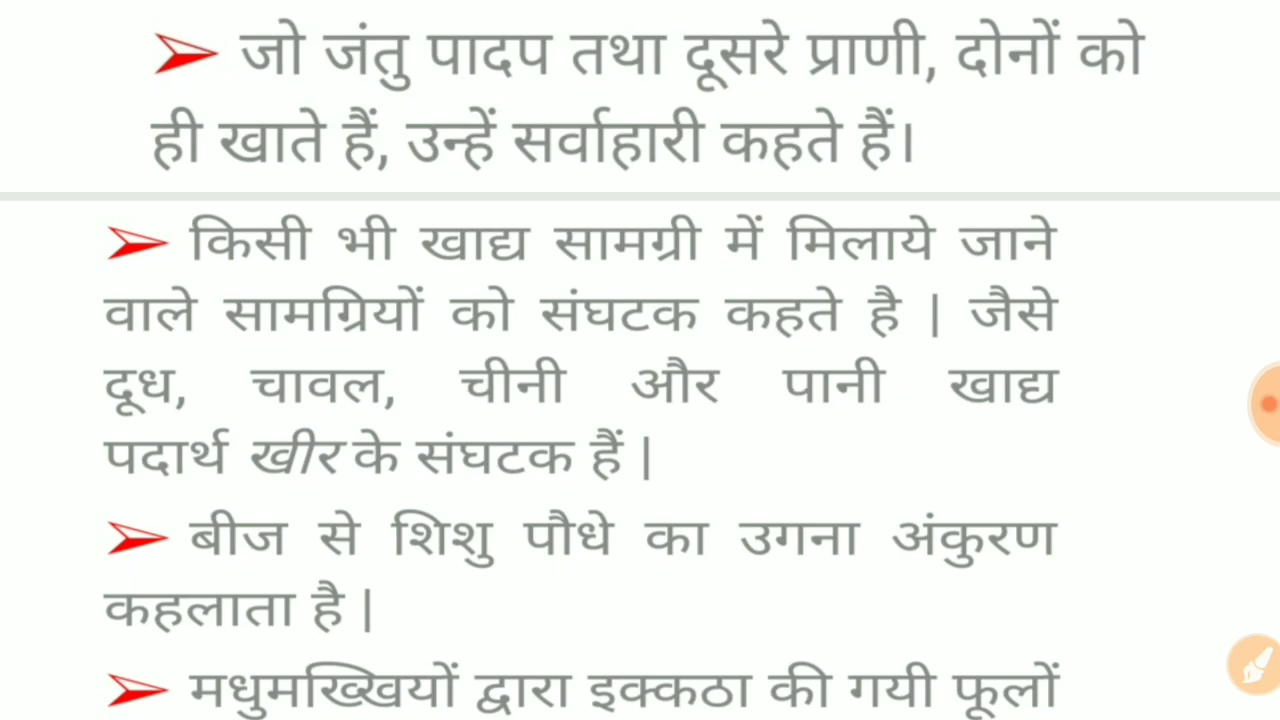 ➢ जो जंतु पादप तथा दूसरे प्राणी, दोनों को
ही खाते हैं, उन्हें सर्वाहारी कहते हैं।
➢ किसी भी खाद्य सामग्री में मिलाये जाने
वाले सामग्रियों को संघटक कहते है | जैसे
दूध, चावल, चीनी और पानी खाद्य
पदार्थ खीर के संघटक हैं |
➢ बीज से शिशु पौधे का उगना अंकुरण
कहलाता है |
➢ मधुमख्खियों द्वारा इक्कठा की गयी फूलों